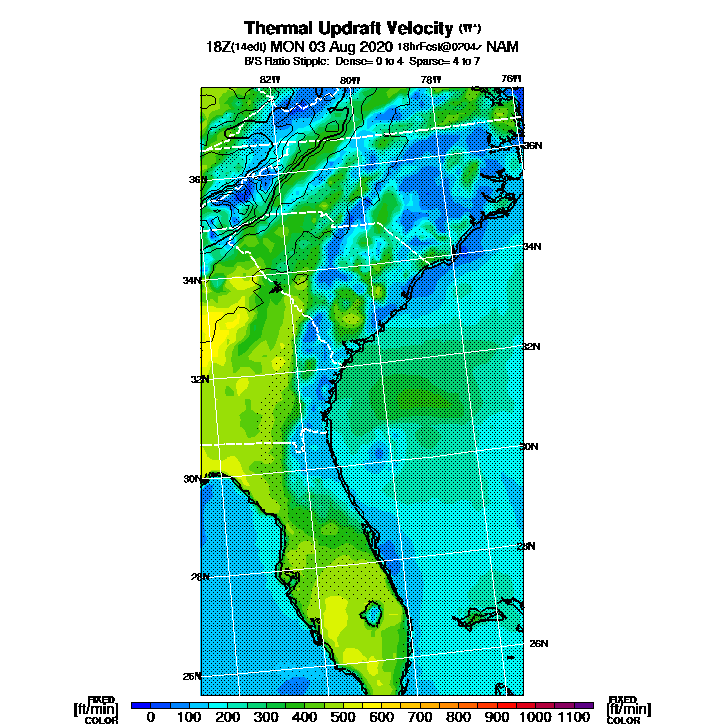 Thermal Updraft Velocity (W*)
18Z(14edt) MON 03 Aug 2020 18hrFcst@0204z NAM
B/S Ratio Stipple: Dense= 0 to 4 Sparse= 4 to 7
82W 80W 78W 76W
36N
36N
34N
34N
32N
32N
30N
30N
28N
28N
26N
26N
FIXED
[ft/min]
COLOR
0 100 200 300 400 500 600 700 800 900 1000 1100
FIXED
[ft/min]
COLOR